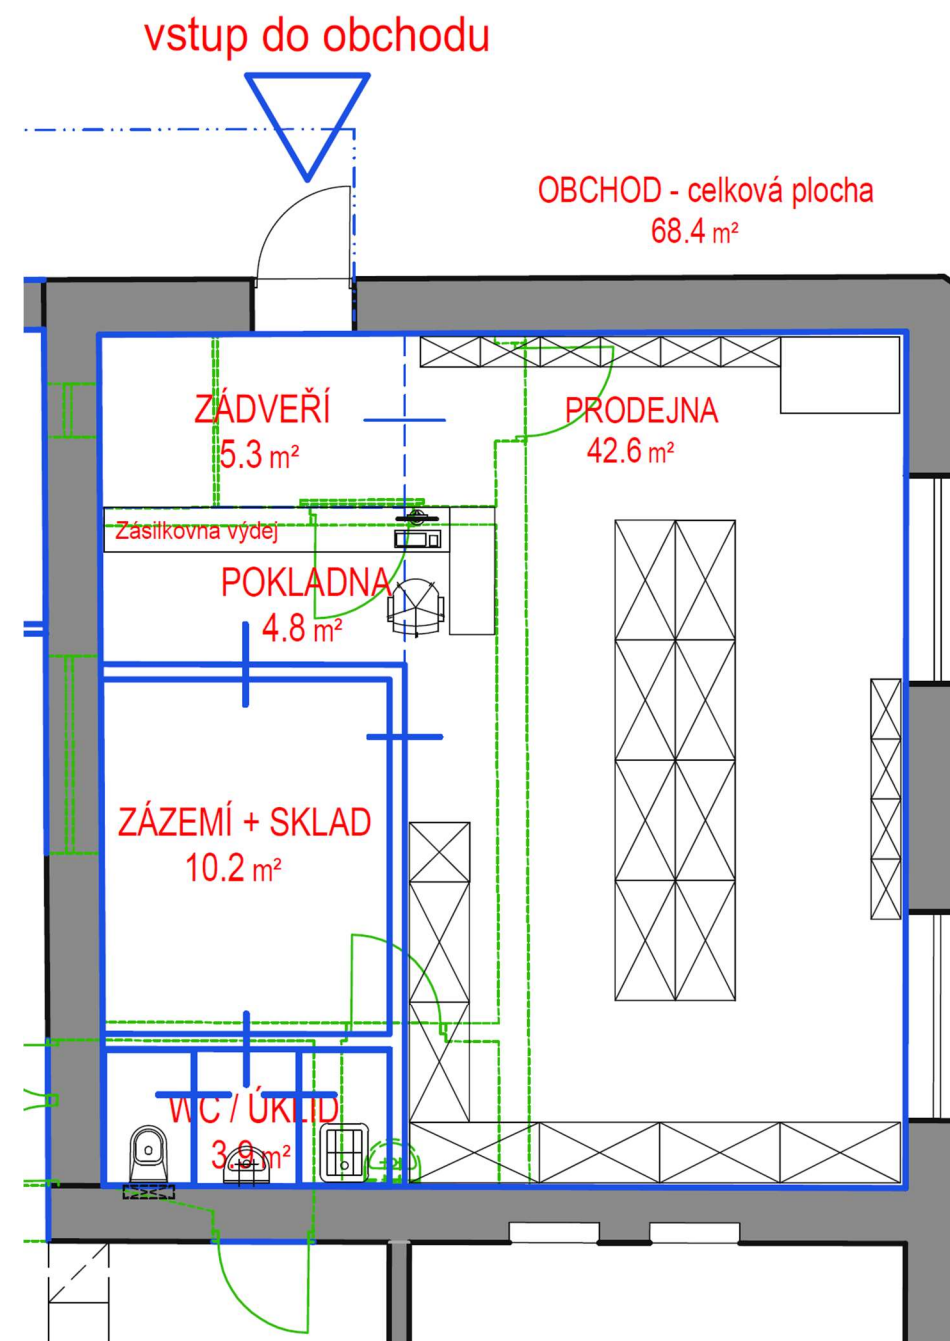 vstup do obchodu
OBCHOD - celková plocha
68.4 m²
ZÁDVEŘÍ
5.3 m²
PRODEJNA
42.6 m²
Zásilkovna výdej
POKLADNA
4.8 m²
ZÁZEMÍ + SKLAD
10.2 m²
WC / ÚKLID
3.9 m²